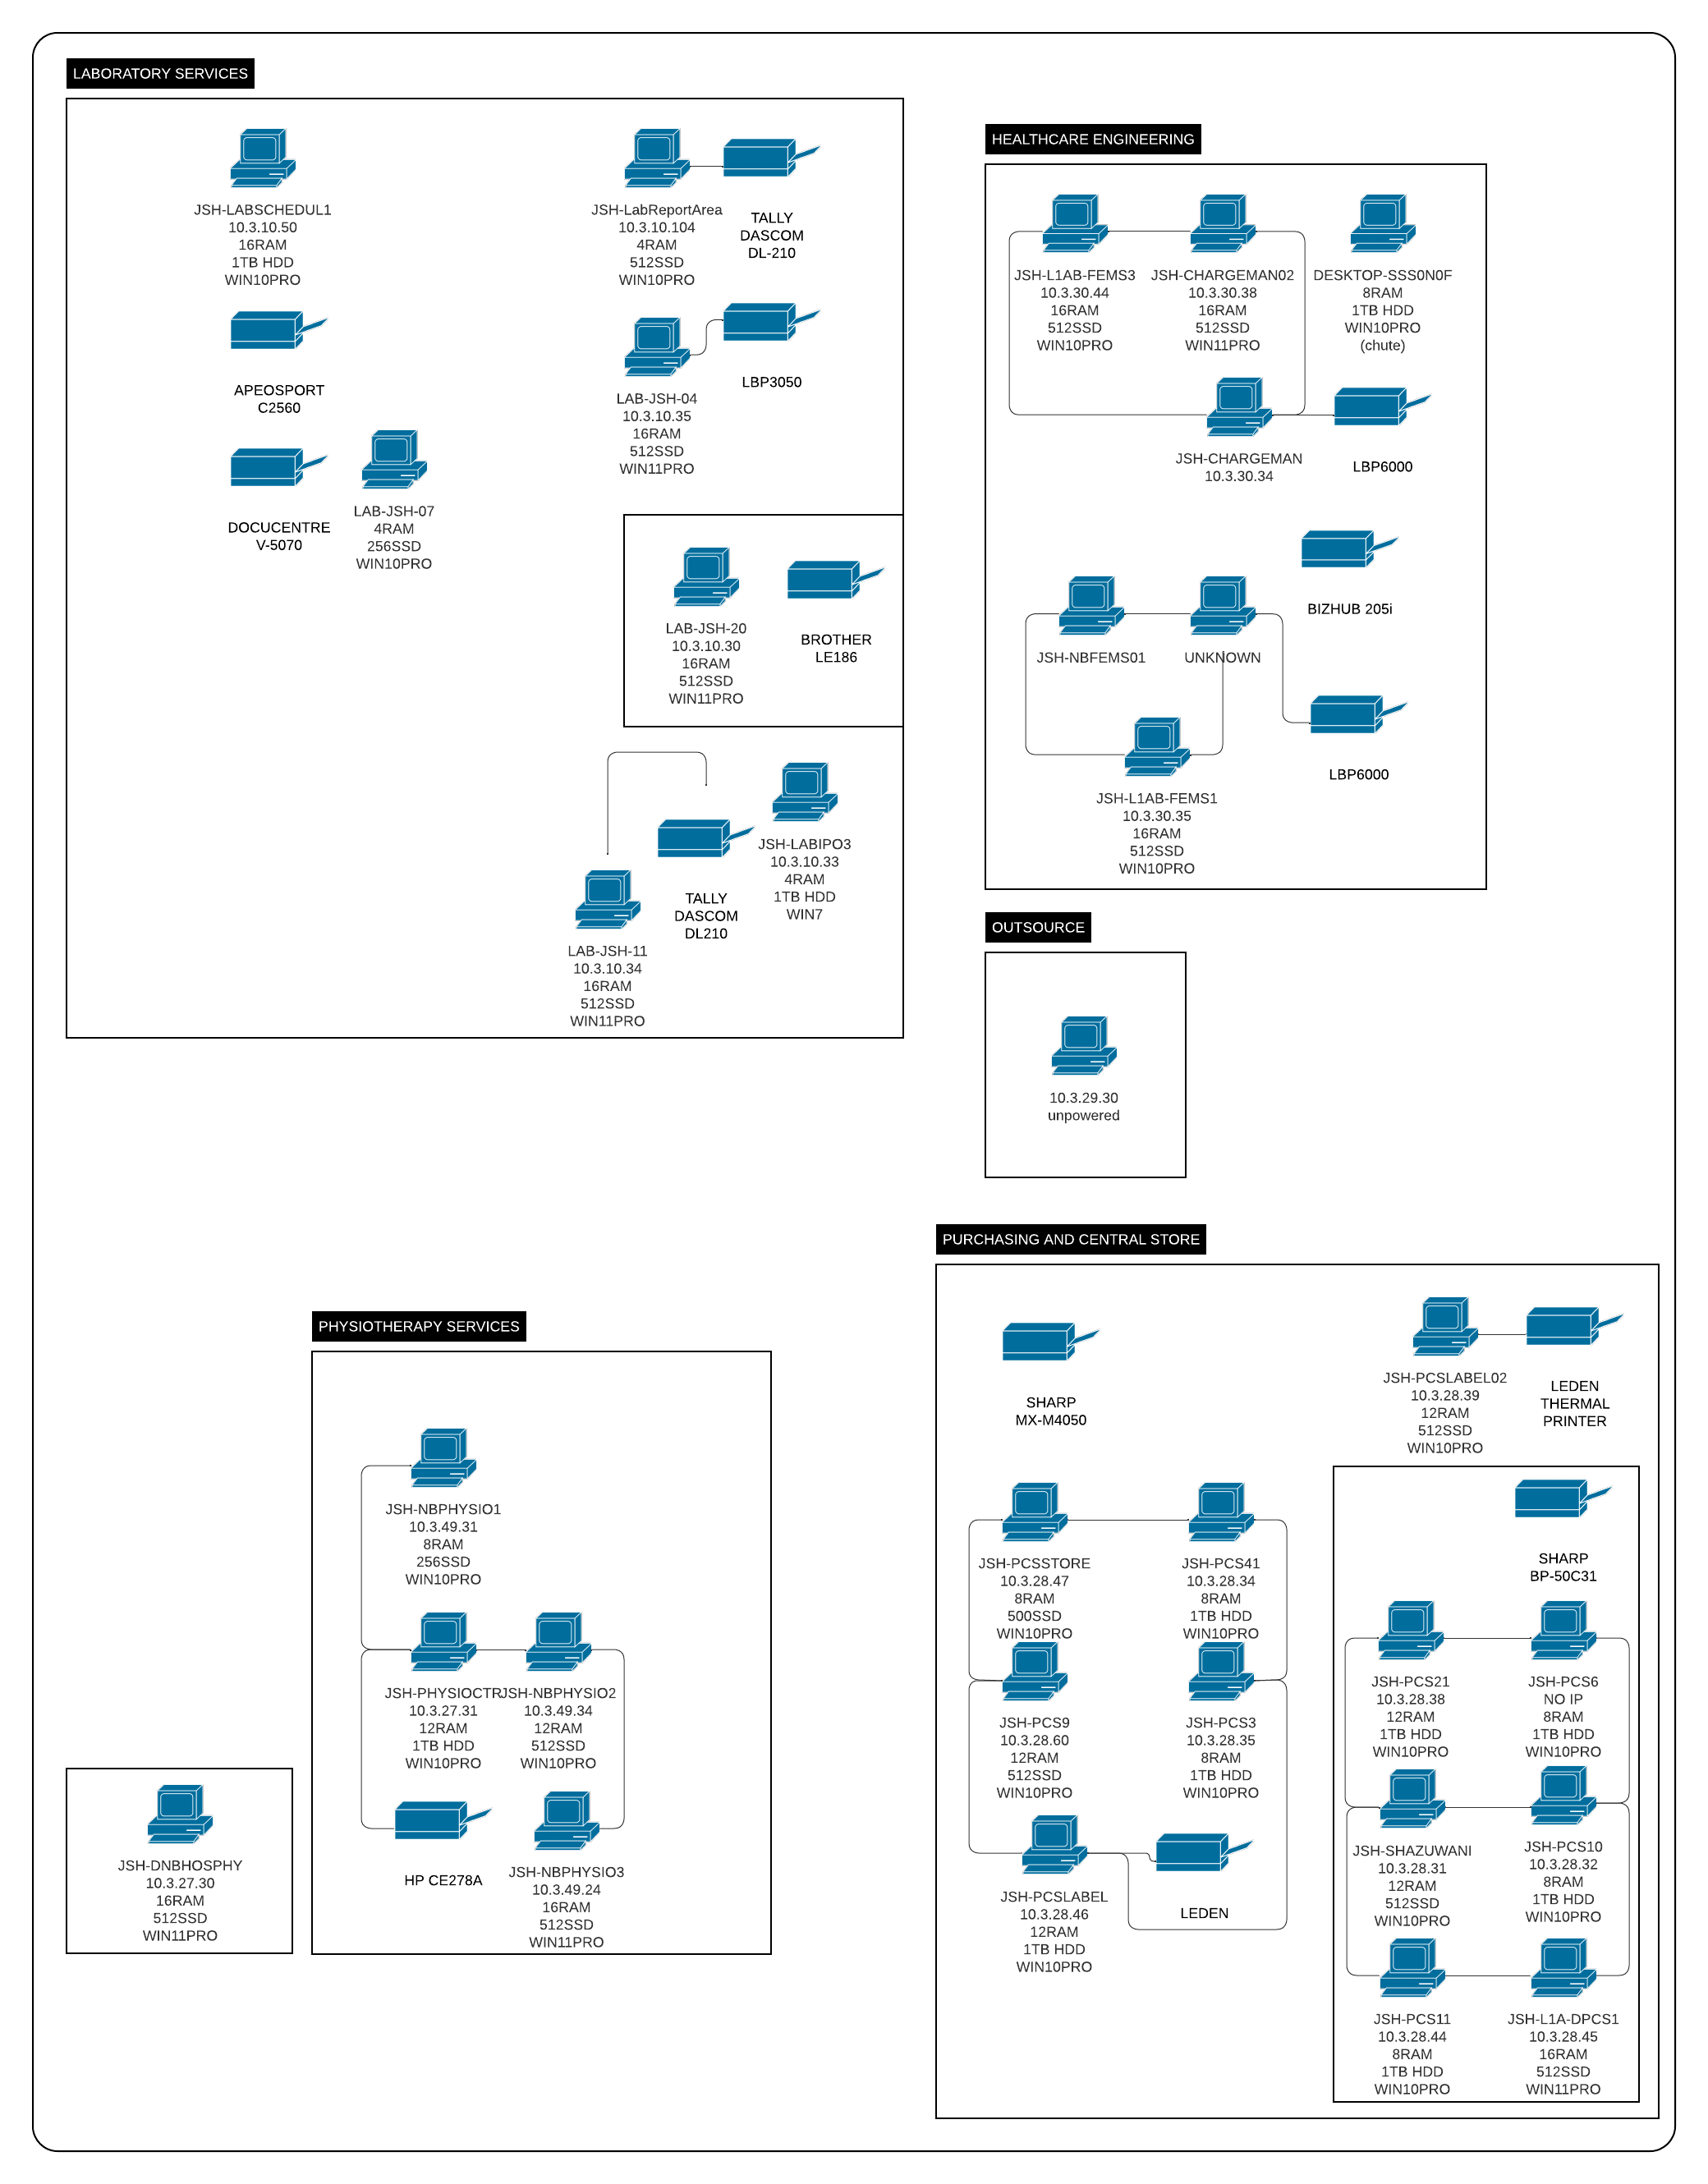 LABORATORY SERVICES
JSH-LABSCHEDUL1
10.3.10.50
16RAM
1TB HDD
WIN10PRO
JSH-LabReportArea
10.3.10.104
4RAM
512SSD
WIN10PRO
TALLY
DASCOM
DL-210
APEOSPORT
C2560
LAB-JSH-04
10.3.10.35
16RAM
512SSD
WIN11PRO
LBP3050
DOCUCENTRE
V-5070
LAB-JSH-07
4RAM
256SSD
WIN10PRO
LAB-JSH-20
10.3.10.30
16RAM
512SSD
WIN11PRO
BROTHER
LE186
LAB-JSH-11
10.3.10.34
16RAM
512SSD
WIN11PRO
TALLY
DASCOM
DL210
JSH-LABIPO3
10.3.10.33
4RAM
1TB HDD
WIN7
HEALTHCARE ENGINEERING
JSH-L1AB-FEMS3
10.3.30.44
16RAM
512SSD
WIN10PRO
JSH-CHARGEMAN02
10.3.30.38
16RAM
512SSD
WIN11PRO
DESKTOP-SSS0N0F
8RAM
1TB HDD
WIN10PRO
(chute)
JSH-CHARGEMAN
10.3.30.34
LBP6000
BIZHUB 205i
JSH-NBFEMS01
UNKNOWN
LBP6000
JSH-L1AB-FEMS1
10.3.30.35
16RAM
512SSD
WIN10PRO
OUTSOURCE
10.3.29.30
unpowered
PHYSIOTHERAPY SERVICES
JSH-NBPHYSIO1
10.3.49.31
8RAM
256SSD
WIN10PRO
JSH-PHYSIOCTR
10.3.27.31
12RAM
1TB HDD
WIN10PRO
JSH-NBPHYSIO2
10.3.49.34
12RAM
512SSD
WIN10PRO
HP CE278A
JSH-NBPHYSIO3
10.3.49.24
16RAM
512SSD
WIN11PRO
JSH-DNBHOSPHY
10.3.27.30
16RAM
512SSD
WIN11PRO
PURCHASING AND CENTRAL STORE
SHARP
MX-M4050
JSH-PCSLABEL02
10.3.28.39
12RAM
512SSD
WIN10PRO
LEDEN
THERMAL
PRINTER
JSH-PCSSTORE
10.3.28.47
8RAM
500SSD
WIN10PRO
JSH-PCS41
10.3.28.34
8RAM
1TB HDD
WIN10PRO
JSH-PCS9
10.3.28.60
12RAM
512SSD
WIN10PRO
JSH-PCS3
10.3.28.35
8RAM
1TB HDD
WIN10PRO
JSH-PCSLABEL
10.3.28.46
12RAM
1TB HDD
WIN10PRO
LEDEN
SHARP
BP-50C31
JSH-PCS21
10.3.28.38
12RAM
1TB HDD
WIN10PRO
JSH-PCS6
NO IP
8RAM
1TB HDD
WIN10PRO
JSH-SHAZUWANI
10.3.28.31
12RAM
512SSD
WIN10PRO
JSH-PCS10
10.3.28.32
8RAM
1TB HDD
WIN10PRO
JSH-PCS11
10.3.28.44
8RAM
1TB HDD
WIN10PRO
JSH-L1A-DPCS1
10.3.28.45
16RAM
512SSD
WIN11PRO